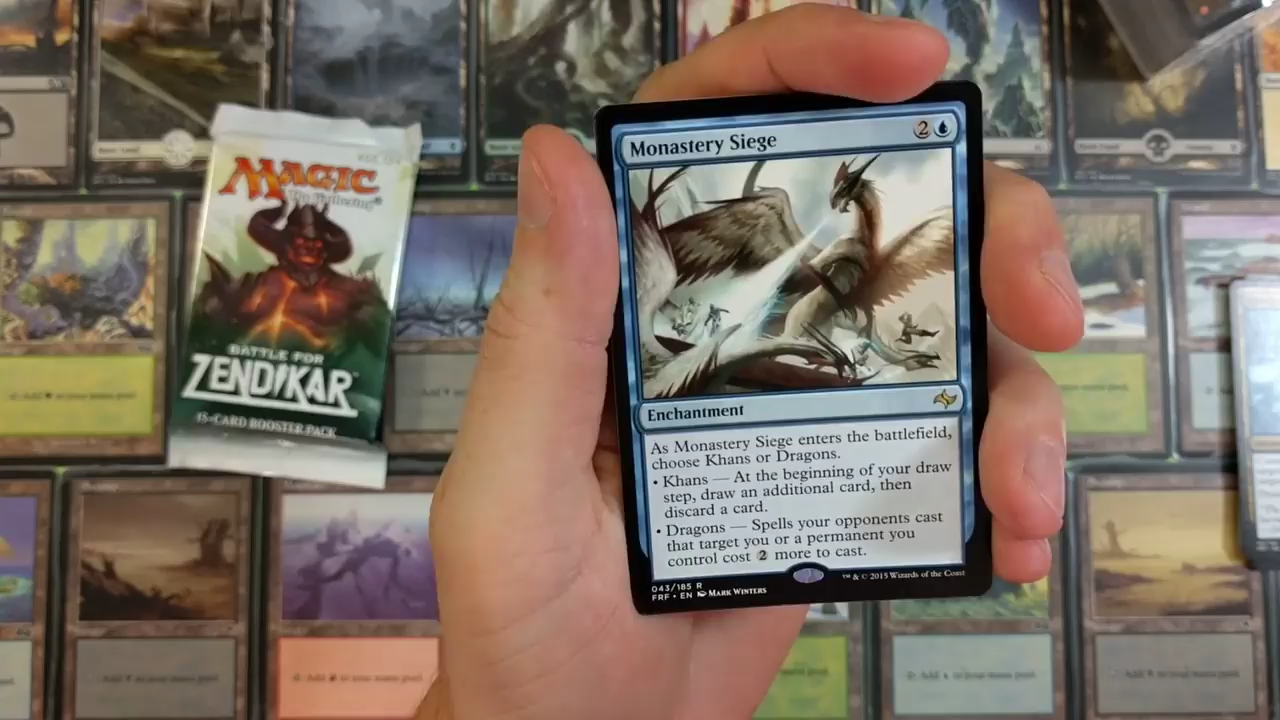 MAGIC
The Gathering®
BATTLE FOR
ZENDIKAR
15-CARD BOOSTER PACK
Monastery Siege
2
Enchantment
As Monastery Siege enters the battlefield,
choose Khans or Dragons.
• Khans — At the beginning of your draw
step, draw an additional card, then
discard a card.
• Dragons — Spells your opponents cast
that target you or a permanent you
control cost 2 more to cast.
043/185 R
FRF • EN MARK WINTERS
™ & © 2015 Wizards of the Coast